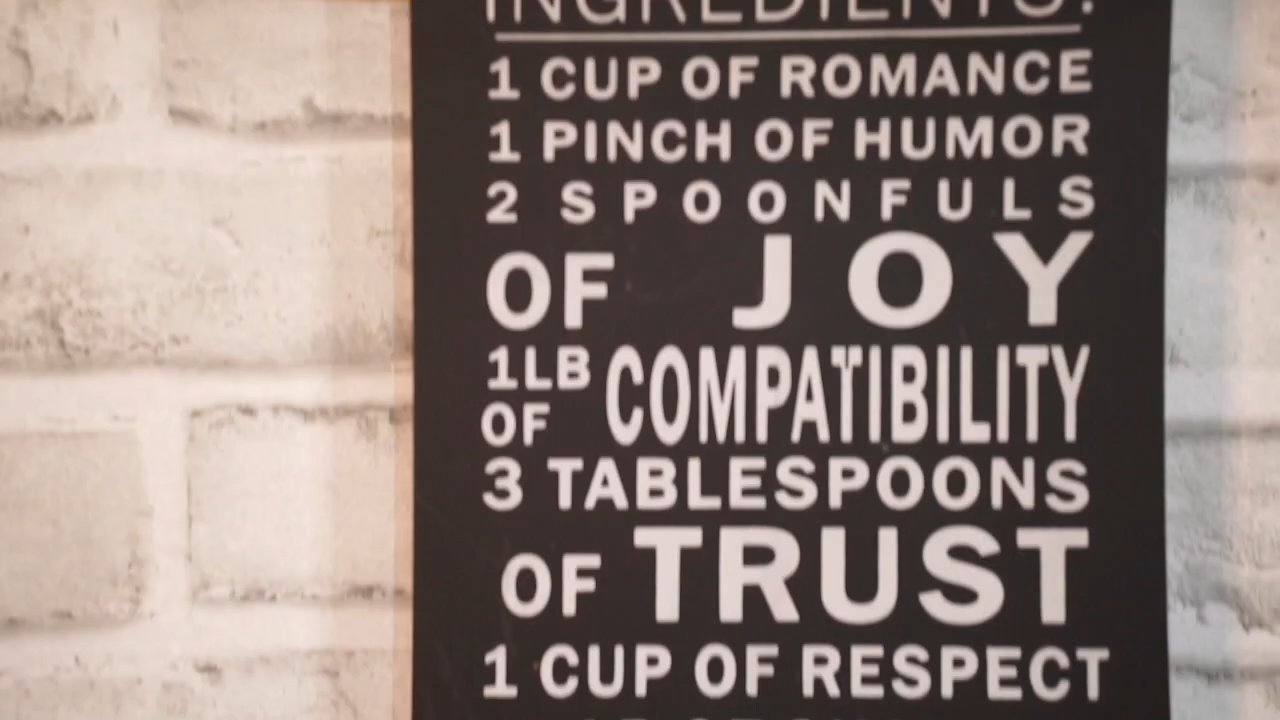 INGREDIENTS:
1 CUP OF ROMANCE
1 PINCH OF HUMOR
2 SPOONFULS
OF JOY
1LB
OF COMPATIBILITY
3 TABLESPOONS
OF TRUST
1 CUP OF RESPECT